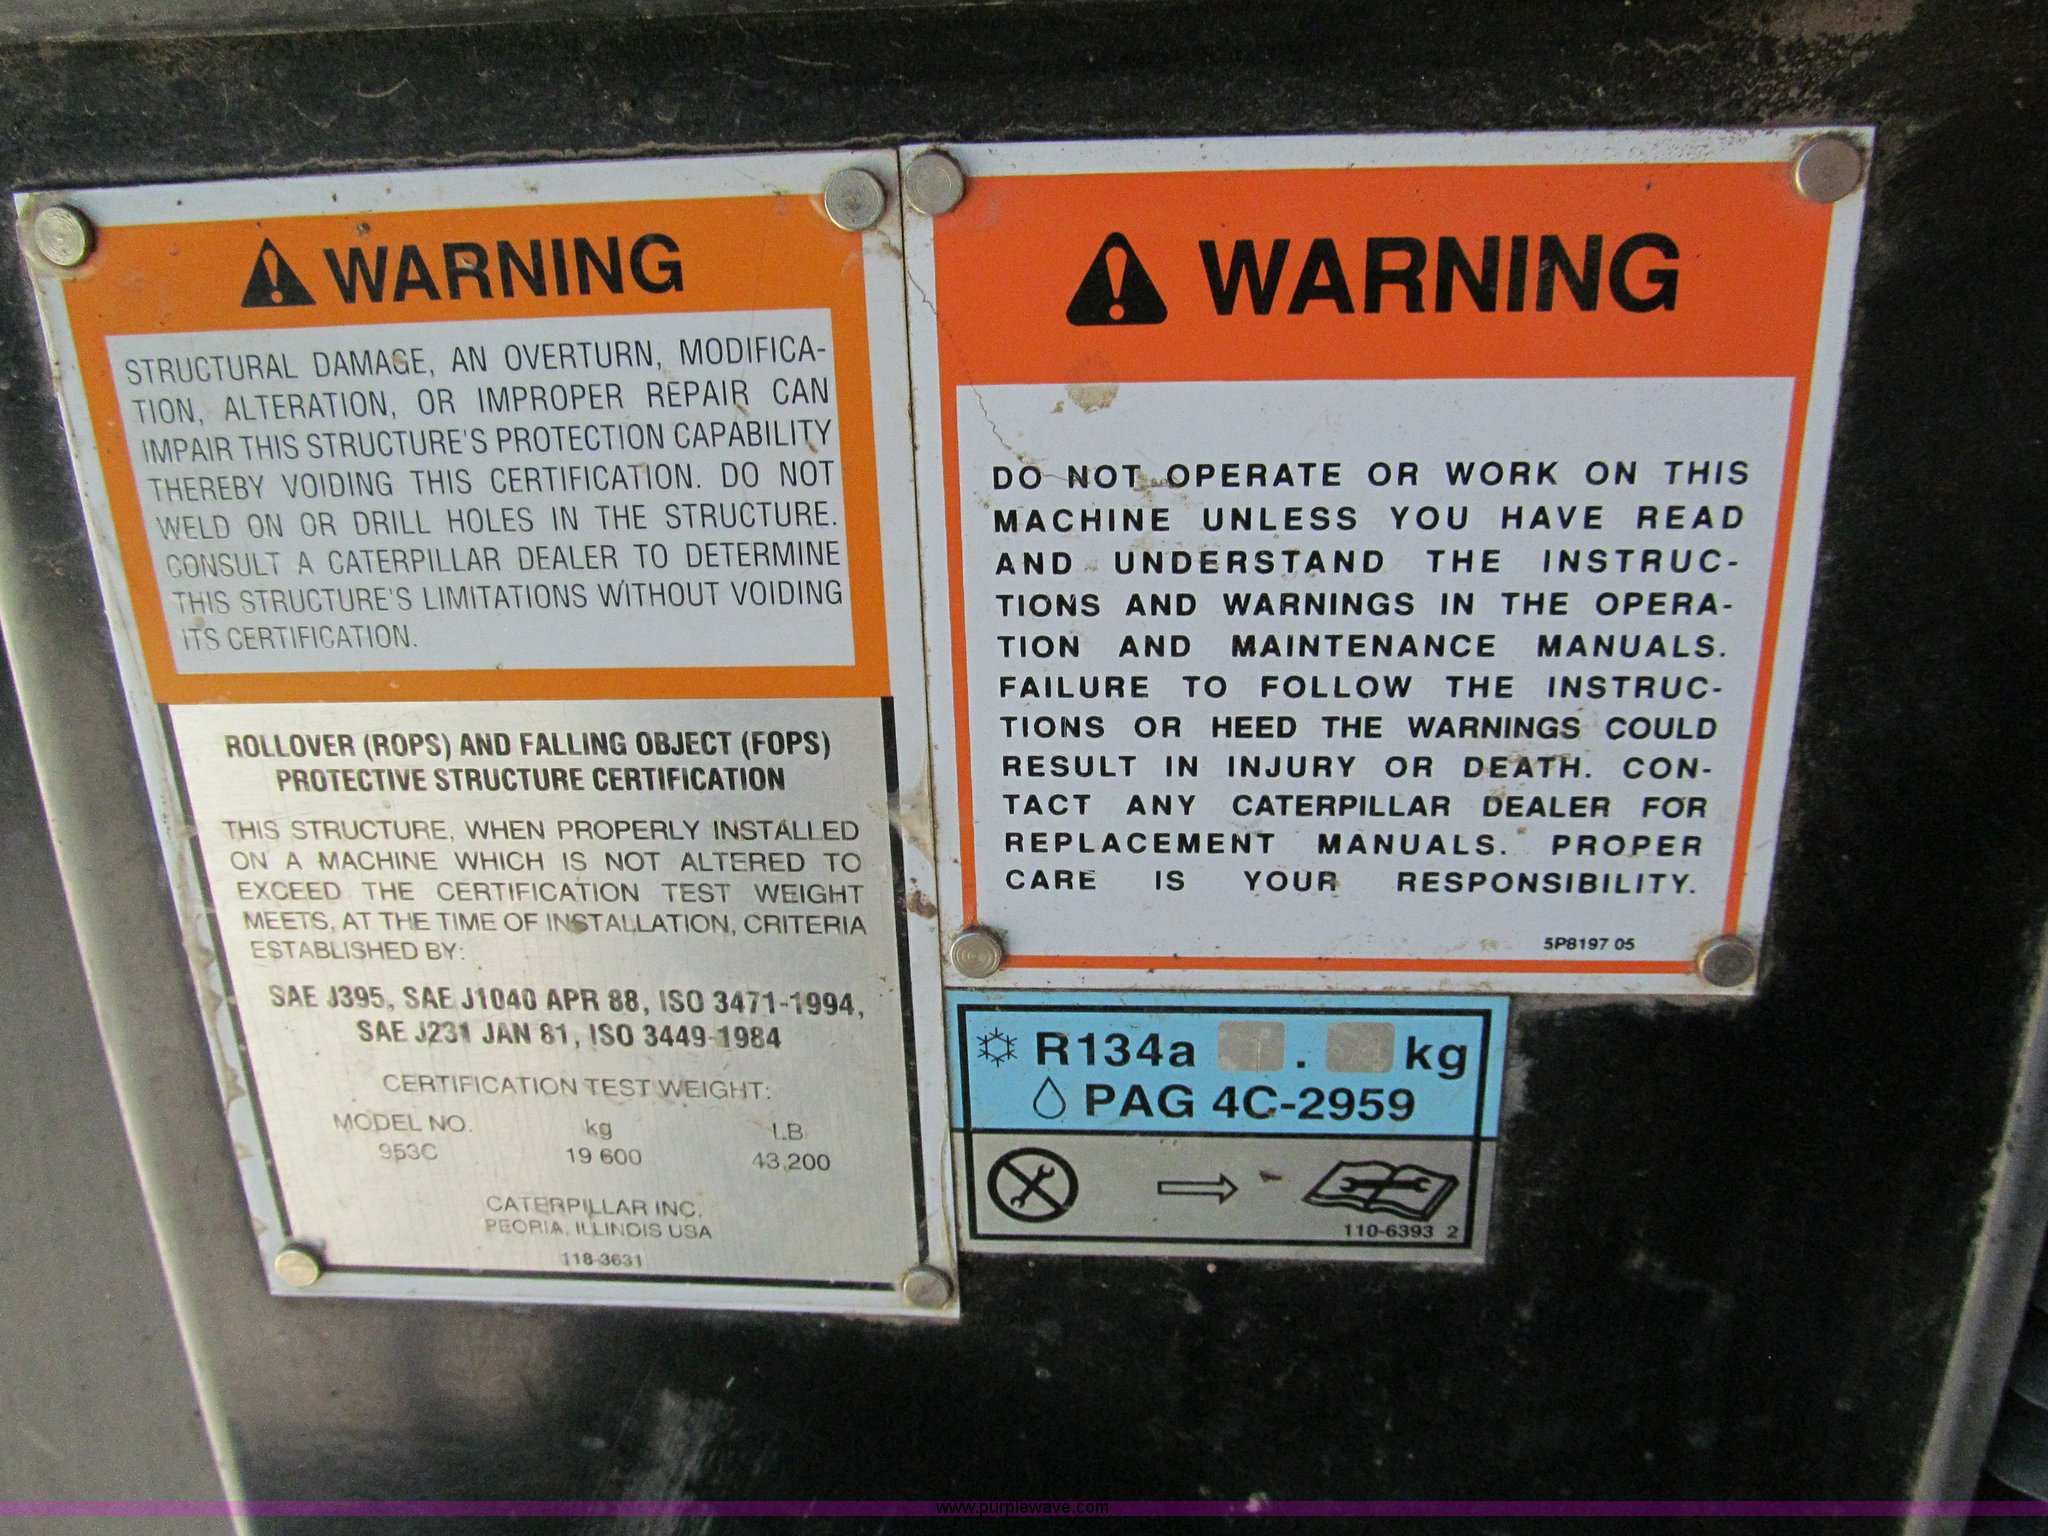 WARNING
STRUCTURAL DAMAGE, AN OVERTURN, MODIFICA-
TION, ALTERATION, OR IMPROPER REPAIR CAN
IMPAIR THIS STRUCTURE'S PROTECTION CAPABILITY
THEREBY VOIDING THIS CERTIFICATION. DO NOT
WELD ON OR DRILL HOLES IN THE STRUCTURE.
CONSULT A CATERPILLAR DEALER TO DETERMINE
THIS STRUCTURE'S LIMITATIONS WITHOUT VOIDING
ITS CERTIFICATION.
ROLLOVER (ROPS) AND FALLING OBJECT (FOPS)
PROTECTIVE STRUCTURE CERTIFICATION
THIS STRUCTURE, WHEN PROPERLY INSTALLED
ON A MACHINE WHICH IS NOT ALTERED TO
EXCEED THE CERTIFICATION TEST WEIGHT
MEETS, AT THE TIME OF INSTALLATION, CRITERIA
ESTABLISHED BY:
SAE J395, SAE J1040 APR 88, ISO 3471-1994,
SAE J231 JAN 81, ISO 3449-1984
CERTIFICATION TEST WEIGHT:
MODEL NO. kg LB
953C 19 600 43,200
CATERPILLAR INC.
PEORIA, ILLINOIS USA
118-3631
WARNING
DO NOT OPERATE OR WORK ON THIS
MACHINE UNLESS YOU HAVE READ
AND UNDERSTAND THE INSTRUC-
TIONS AND WARNINGS IN THE OPERA-
TION AND MAINTENANCE MANUALS.
FAILURE TO FOLLOW THE INSTRUC-
TIONS OR HEED THE WARNINGS COULD
RESULT IN INJURY OR DEATH. CON-
TACT ANY CATERPILLAR DEALER FOR
REPLACEMENT MANUALS. PROPER
CARE IS YOUR RESPONSIBILITY.
5P8197 05
R134a . kg
PAG 4C-2959
110-6393 2
www.purplewave.com